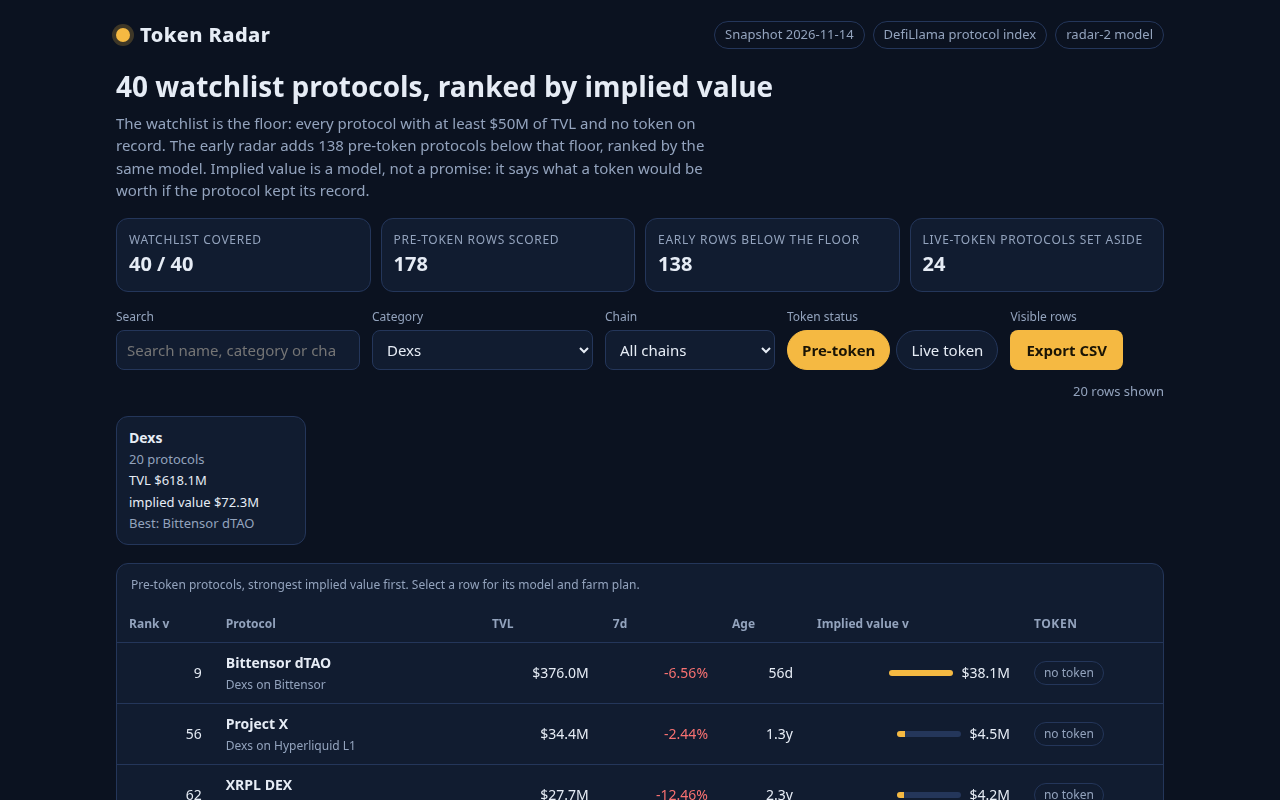 Token Radar
Snapshot 2026-11-14
DefiLlama protocol index
radar-2 model
40 watchlist protocols, ranked by implied value
The watchlist is the floor: every protocol with at least $50M of TVL and no token on
record. The early radar adds 138 pre-token protocols below that floor, ranked by the
same model. Implied value is a model, not a promise: it says what a token would be
worth if the protocol kept its record.
WATCHLIST COVERED
40 / 40
PRE-TOKEN ROWS SCORED
178
EARLY ROWS BELOW THE FLOOR
138
LIVE-TOKEN PROTOCOLS SET ASIDE
24
Search
Search name, category or cha
Category
Dexs
Chain
All chains
Token status
Pre-token
Live token
Visible rows
Export CSV
20 rows shown
Dexs
20 protocols
TVL $618.1M
implied value $72.3M
Best: Bittensor dTAO
Pre-token protocols, strongest implied value first. Select a row for its model and farm plan.
Rank v Protocol TVL 7d Age Implied value v TOKEN
9 Bittensor dTAO $376.0M -6.56% 56d $38.1M no token
Dexs on Bittensor
56 Project X $34.4M -2.44% 1.3y $4.5M no token
Dexs on Hyperliquid L1
62 XRPL DEX $27.7M -12.46% 2.3y $4.2M no token